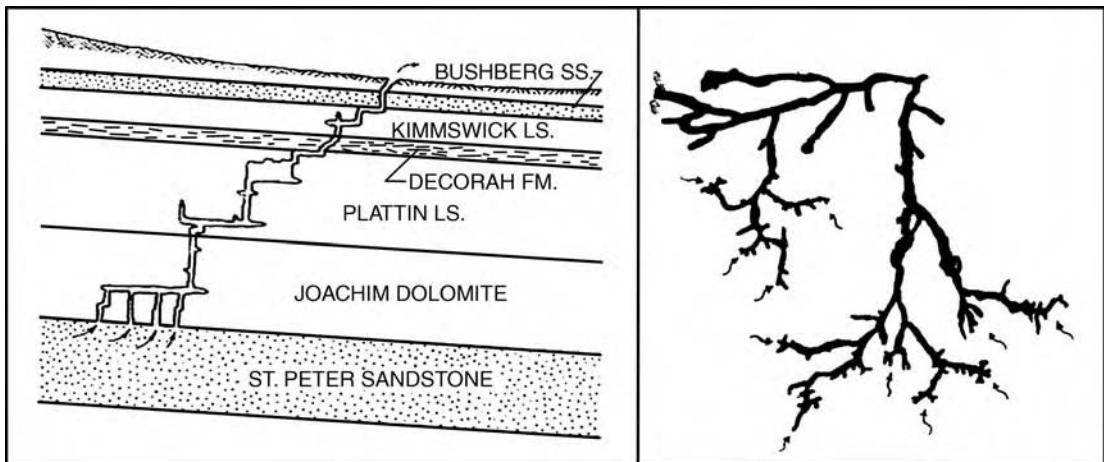 BUSHBERG SS.
KIMMSWICK LS.
DECORAH FM.
PLATTIN LS.
JOACHIM DOLOMITE
ST. PETER SANDSTONE